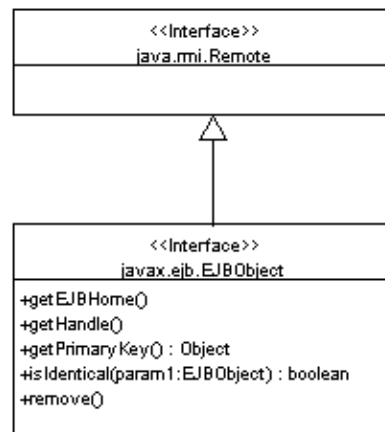 <<Interface>>
java.rmi.Remote
<<Interface>>
javax.ejb.EJBObject
+getEJBHome()
+getHandle()
+getPrimaryKey() : Object
+isIdentical(param1:EJBObject) : boolean
+remove()